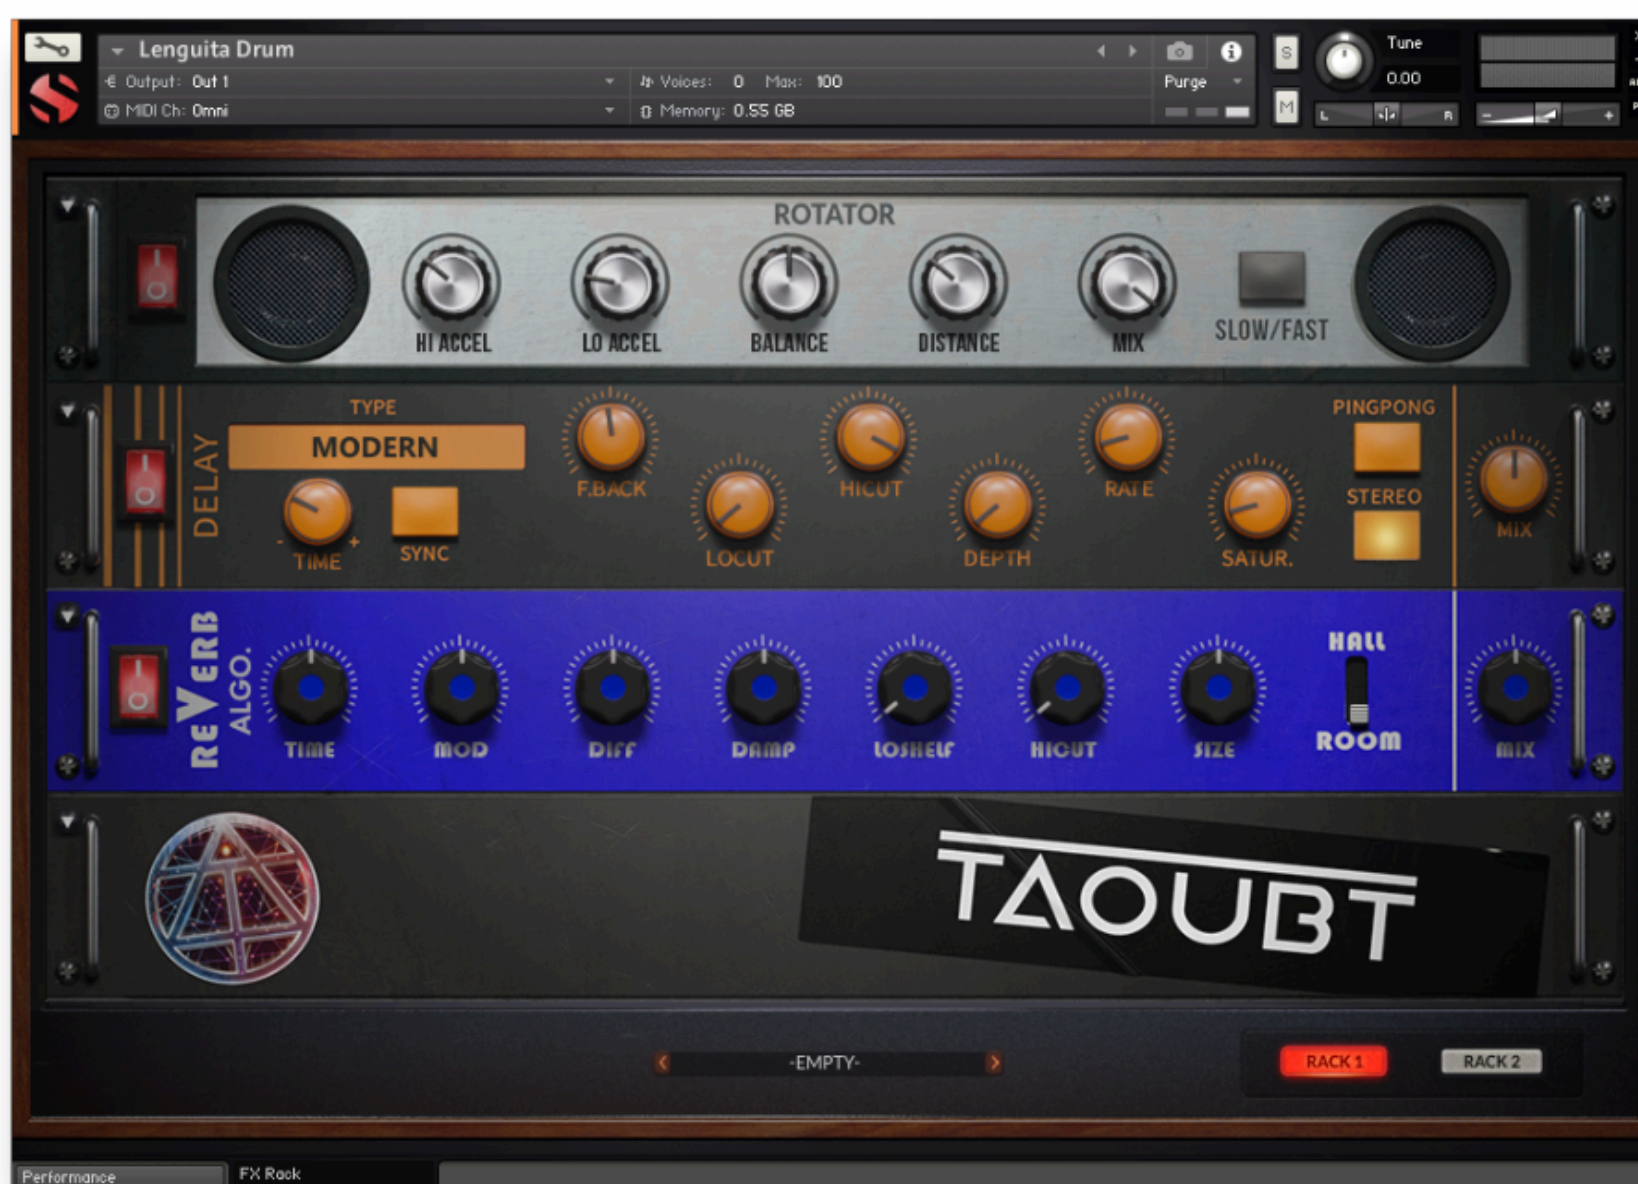 Lenguita Drum
Output: Out 1
Voices: 0 Max: 100
Purge
MIDI Ch: Omni
Memory: 0.55 GB
S
M
Tune
0.00
L R
- +
ROTATOR
HI ACCEL
LO ACCEL
BALANCE
DISTANCE
MIX
SLOW/FAST
DELAY
TYPE
MODERN
- TIME +
SYNC
F.BACK
LOCUT
HICUT
DEPTH
RATE
SATUR.
PINGPONG
STEREO
MIX
REVERB
ALGO.
TIME
MOD
DIFF
DAMP
LOSHELF
HICUT
SIZE
HALL
ROOM
MIX
TAOUBT
-EMPTY-
RACK 1
RACK 2
Performance
FX Rack